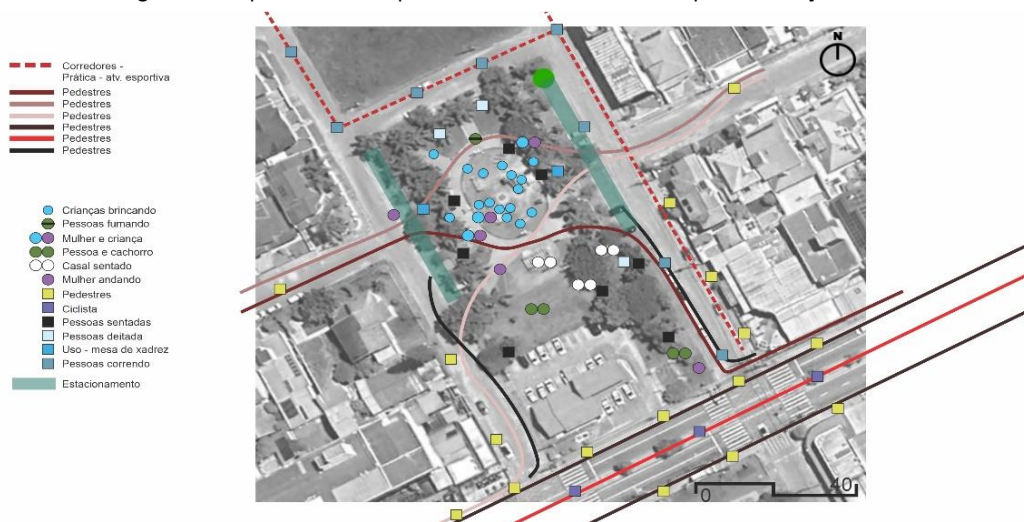 Corredores -
Prática - atv. esportiva
Pedestres
Pedestres
Pedestres
Pedestres
Pedestres
Pedestres
Crianças brincando
Pessoas fumando
Mulher e criança
Pessoa e cachorro
Casal sentado
Mulher andando
Pedestres
Ciclista
Pessoas sentadas
Pessoas deitada
Uso - mesa de xadrez
Pessoas correndo
Estacionamento
N
0 40